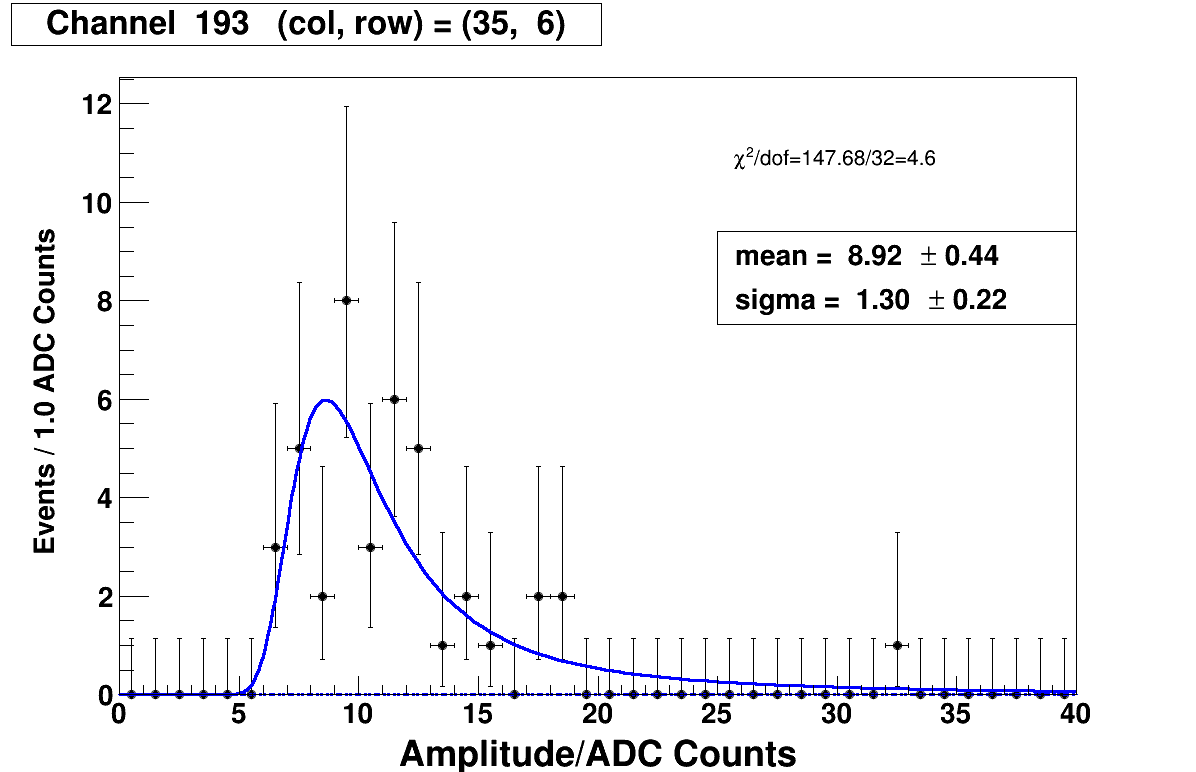 Channel 193 (col, row) = (35, 6)
12
10
8
6
4
2
0
Events / 1.0 ADC Counts
χ²/dof=147.68/32=4.6
mean = 8.92 ± 0.44
sigma = 1.30 ± 0.22
0 5 10 15 20 25 30 35 40
Amplitude/ADC Counts